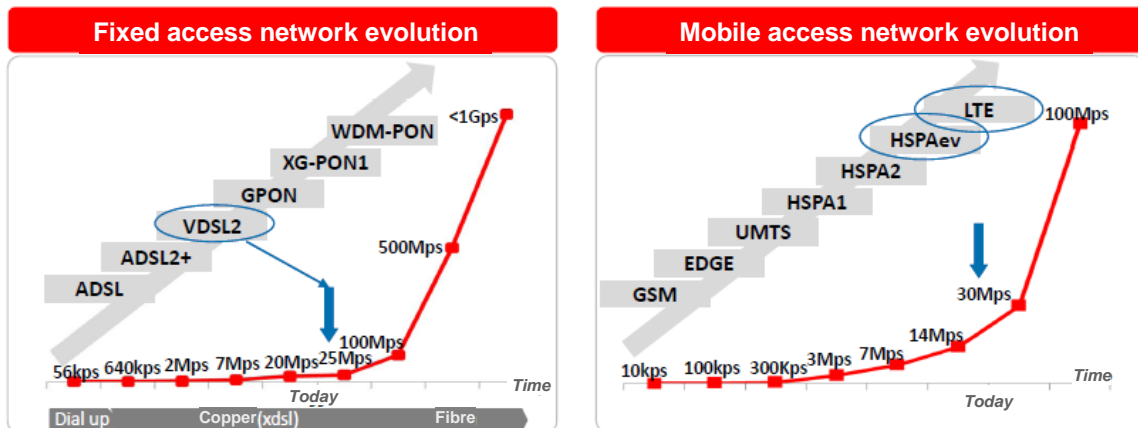 Fixed access network evolution
WDM-PON
<1Gps
XG-PON1
GPON
VDSL2
500Mps
ADSL2+
ADSL
56kps 640kps 2Mps 7Mps 20Mps 25Mps 100Mps
Time
Today
Dial up Copper (xdsl) Fibre
Mobile access network evolution
LTE
100Mps
HSPAev
HSPA2
HSPA1
UMTS
EDGE
GSM
10kps 100kps 300Kps 3Mps 7Mps 14Mps 30Mps
Time
Today